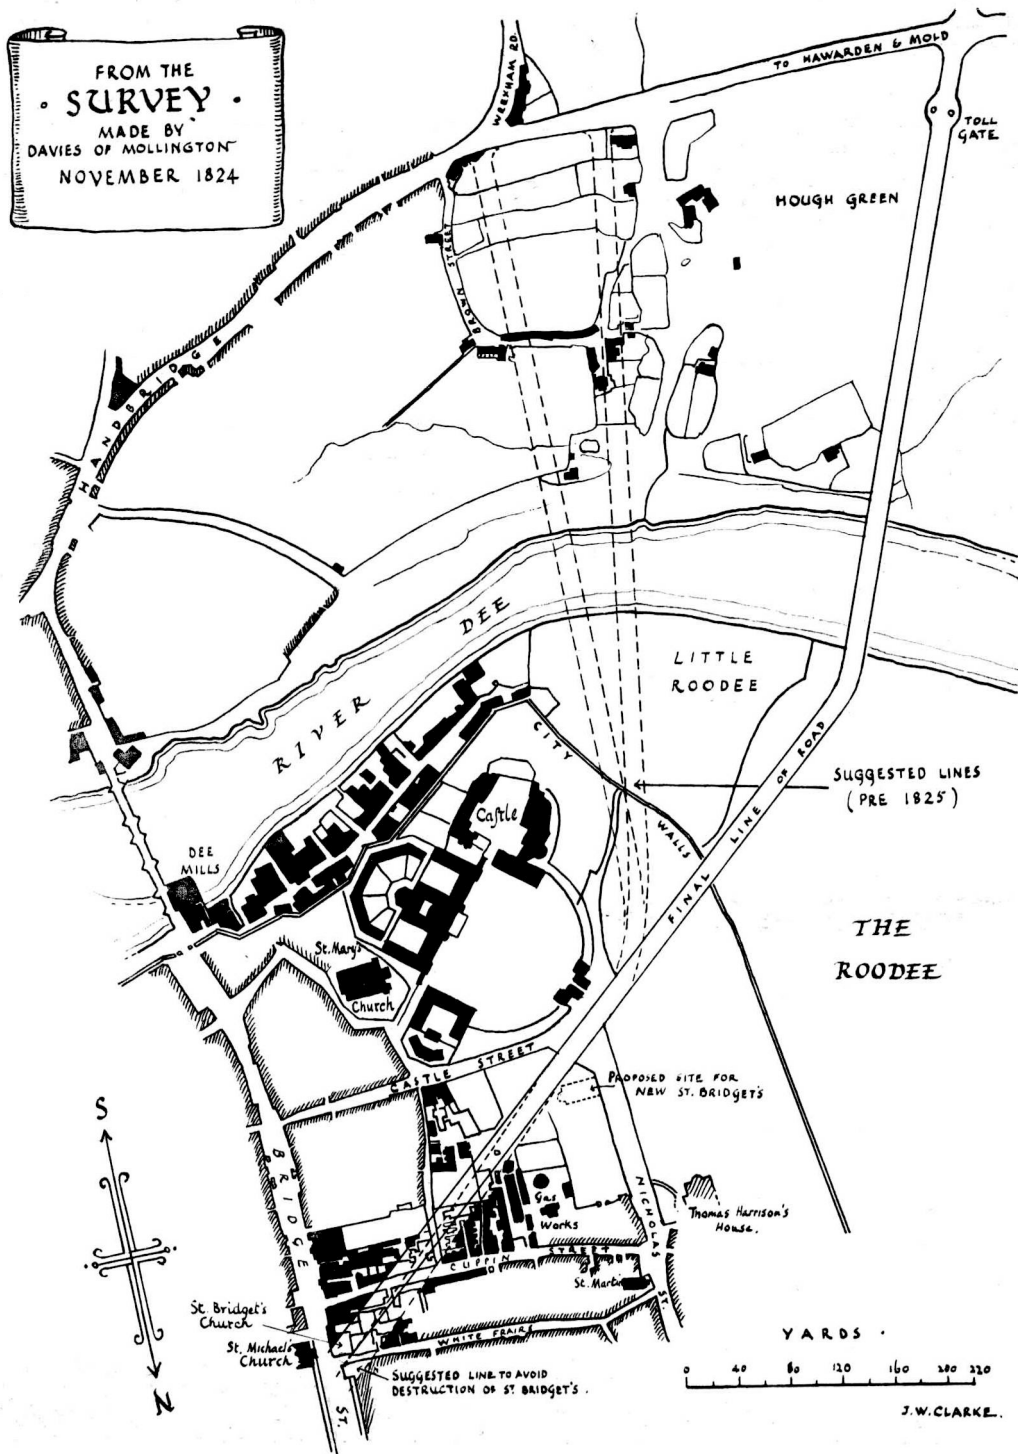 FROM THE
SURVEY
MADE BY
DAVIES OF MOLLINGTON
NOVEMBER 1824
WREXHAM RD.
TO HAWARDEN & MOLD
TOLL
GATE
HOUGH GREEN
BROWN STREET
HANDBRIDGE
RIVER DEE
LITTLE
ROODEE
CITY WALLS
SUGGESTED LINES
(PRE 1825)
FINAL LINE OF ROAD
Castle
DEE
MILLS
THE
ROODEE
St. Mary's
Church
CASTLE STREET
PROPOSED SITE FOR
NEW ST. BRIDGET'S
S
N
BRIDGE ST.
Gas
Works
NICHOLAS ST.
Thomas Harrison's
House.
CUPPIN STREET
St. Martin
St. Bridget's
Church
St. Michael's
Church
WHITE FRAIRS
SUGGESTED LINE TO AVOID
DESTRUCTION OF ST. BRIDGET'S.
YARDS.
0 40 80 120 160 200 220
J.W.CLARKE.